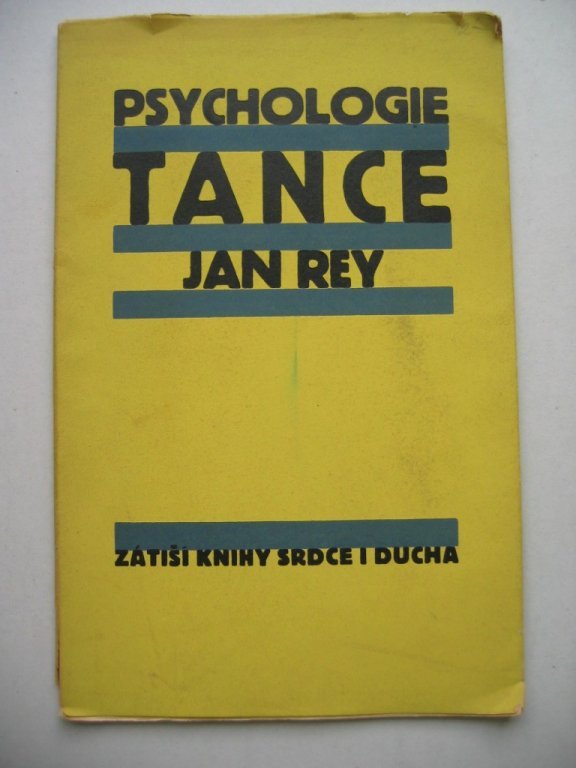 PSYCHOLOGIE
TANCE
JAN REY
ZÁTIŠÍ KNIHY SRDCE I DUCHA